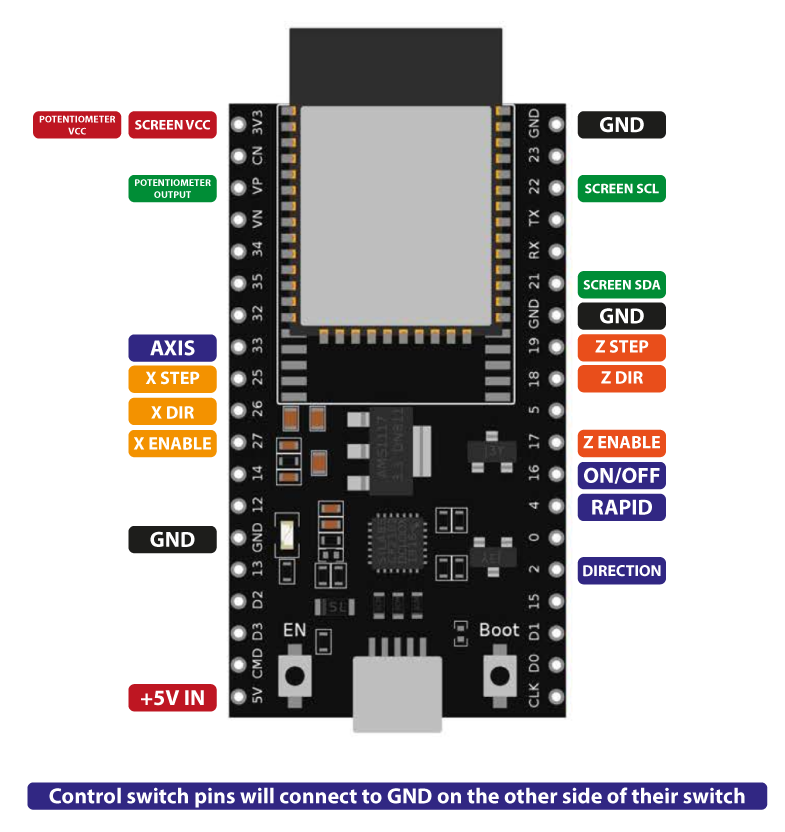 POTENTIOMETER
VCC
SCREEN VCC
3V3
GND
GND
CN
23
POTENTIOMETER
OUTPUT
VP
22
SCREEN SCL
VN
TX
34
RX
35
21
SCREEN SDA
32
GND
GND
AXIS
33
19
Z STEP
X STEP
25
18
Z DIR
X DIR
26
5
X ENABLE
27
17
Z ENABLE
14
16
ON/OFF
12
4
RAPID
GND
GND
0
13
2
DIRECTION
D2
15
D3
EN
Boot
D1
CMD
D0
+5V IN
5V
CLK
AMS1117
Control switch pins will connect to GND on the other side of their switch